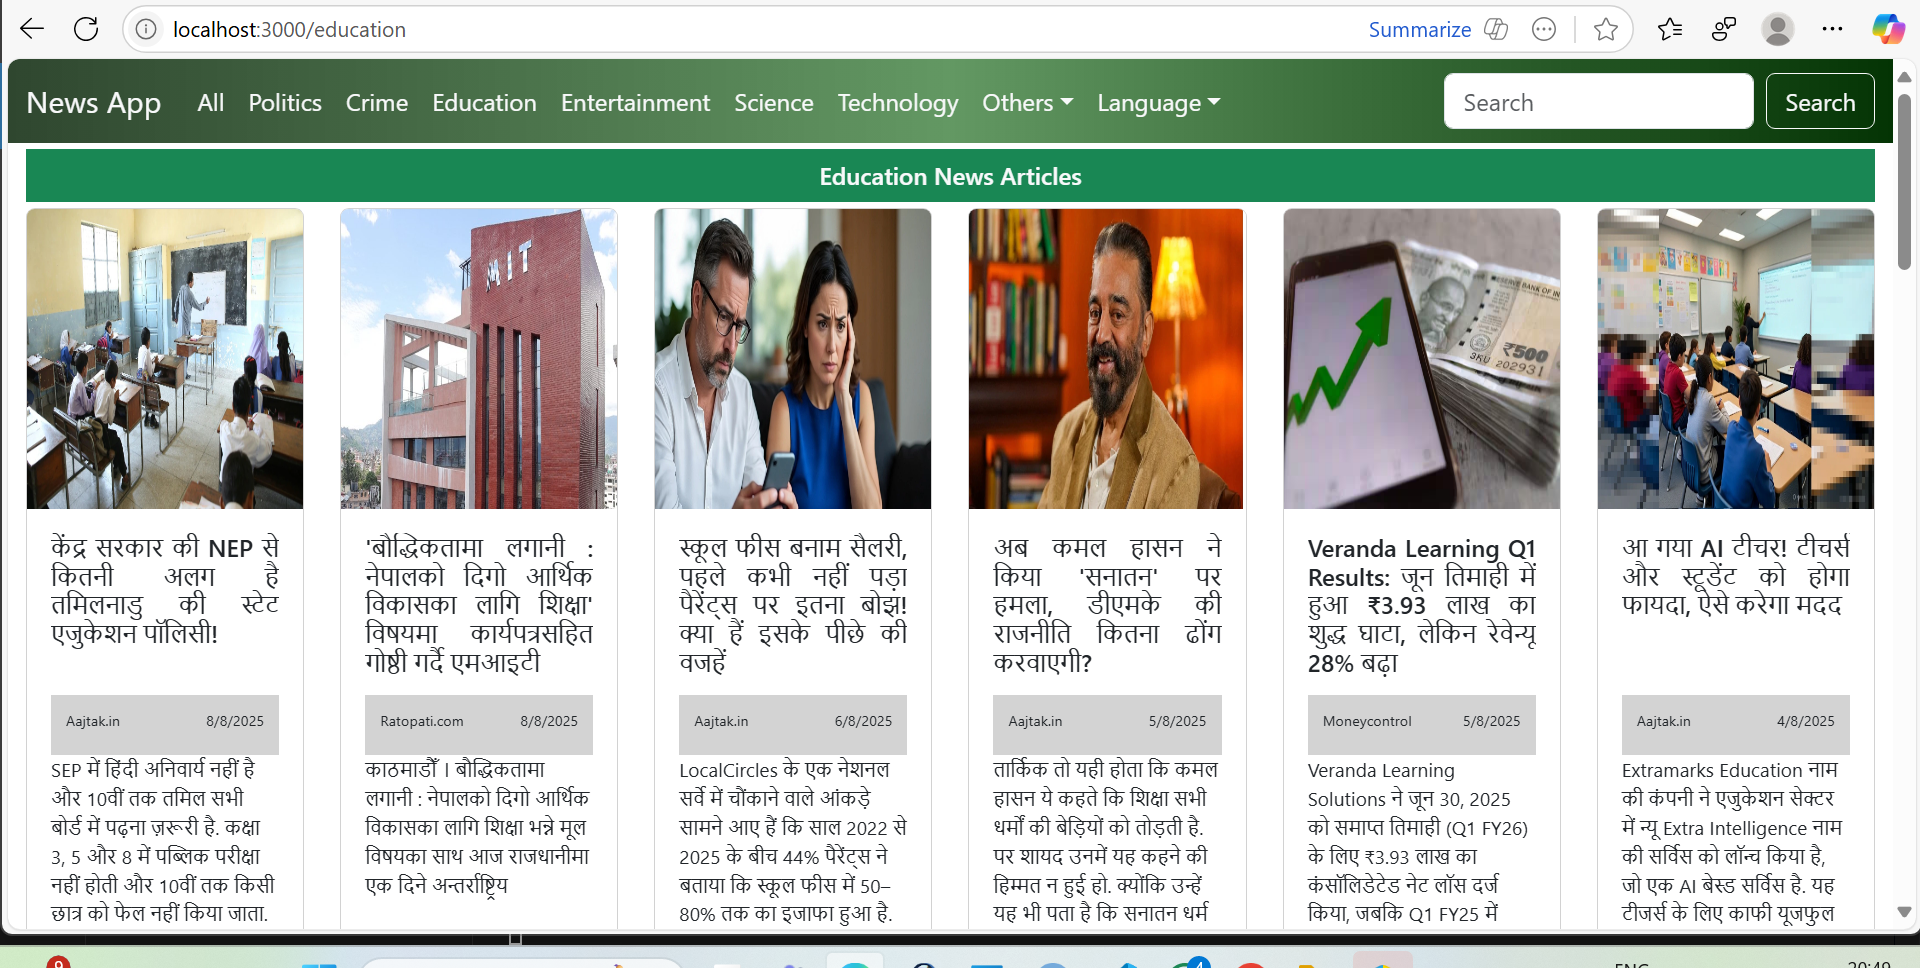 localhost:3000/education
Summarize
News App All Politics Crime Education Entertainment Science Technology Others Language Search Search
Education News Articles
MIT
RESERVE BANK OF IN
₹500
3KU 202931
केंद्र सरकार की NEP से
कितनी अलग है
तमिलनाडु की स्टेट
एजुकेशन पॉलिसी!
Aajtak.in 8/8/2025
SEP में हिंदी अनिवार्य नहीं है
और 10वीं तक तमिल सभी
बोर्ड में पढ़ना ज़रूरी है. कक्षा
3, 5 और 8 में पब्लिक परीक्षा
नहीं होती और 10वीं तक किसी
छात्र को फेल नहीं किया जाता.
'बौद्धिकतामा लगानी :
नेपालको दिगो आर्थिक
विकासका लागि शिक्षा'
विषयमा कार्यपत्रसहित
गोष्ठी गर्दै एमआइटी
Ratopati.com 8/8/2025
काठमाडौँ । बौद्धिकतामा
लगानी : नेपालको दिगो आर्थिक
विकासका लागि शिक्षा भन्ने मूल
विषयका साथ आज राजधानीमा
एक दिने अन्तर्राष्ट्रिय
स्कूल फीस बनाम सैलरी,
पहले कभी नहीं पड़ा
पैरेंट्स पर इतना बोझ!
क्या हैं इसके पीछे की
वजहें
Aajtak.in 6/8/2025
LocalCircles के एक नेशनल
सर्वे में चौंकाने वाले आंकड़े
सामने आए हैं कि साल 2022 से
2025 के बीच 44% पैरेंट्स ने
बताया कि स्कूल फीस में 50–
80% तक का इजाफा हुआ है.
अब कमल हासन ने
किया 'सनातन' पर
हमला, डीएमके की
राजनीति कितना ढोंग
करवाएगी?
Aajtak.in 5/8/2025
तार्किक तो यही होता कि कमल
हासन ये कहते कि शिक्षा सभी
धर्मों की बेड़ियों को तोड़ती है.
पर शायद उनमें यह कहने की
हिम्मत न हुई हो. क्योंकि उन्हें
यह भी पता है कि सनातन धर्म
Veranda Learning Q1
Results: जून तिमाही में
हुआ ₹3.93 लाख का
शुद्ध घाटा, लेकिन रेवेन्यू
28% बढ़ा
Moneycontrol 5/8/2025
Veranda Learning
Solutions ने जून 30, 2025
को समाप्त तिमाही (Q1 FY26)
के लिए ₹3.93 लाख का
कंसॉलिडेटेड नेट लॉस दर्ज
किया, जबकि Q1 FY25 में
आ गया AI टीचर! टीचर्स
और स्टूडेंट को होगा
फायदा, ऐसे करेगा मदद
Aajtak.in 4/8/2025
Extramarks Education नाम
की कंपनी ने एजुकेशन सेक्टर
में न्यू Extra Intelligence नाम
की सर्विस को लॉन्च किया है,
जो एक AI बेस्ड सर्विस है. यह
टीजर्स के लिए काफी यूजफुल